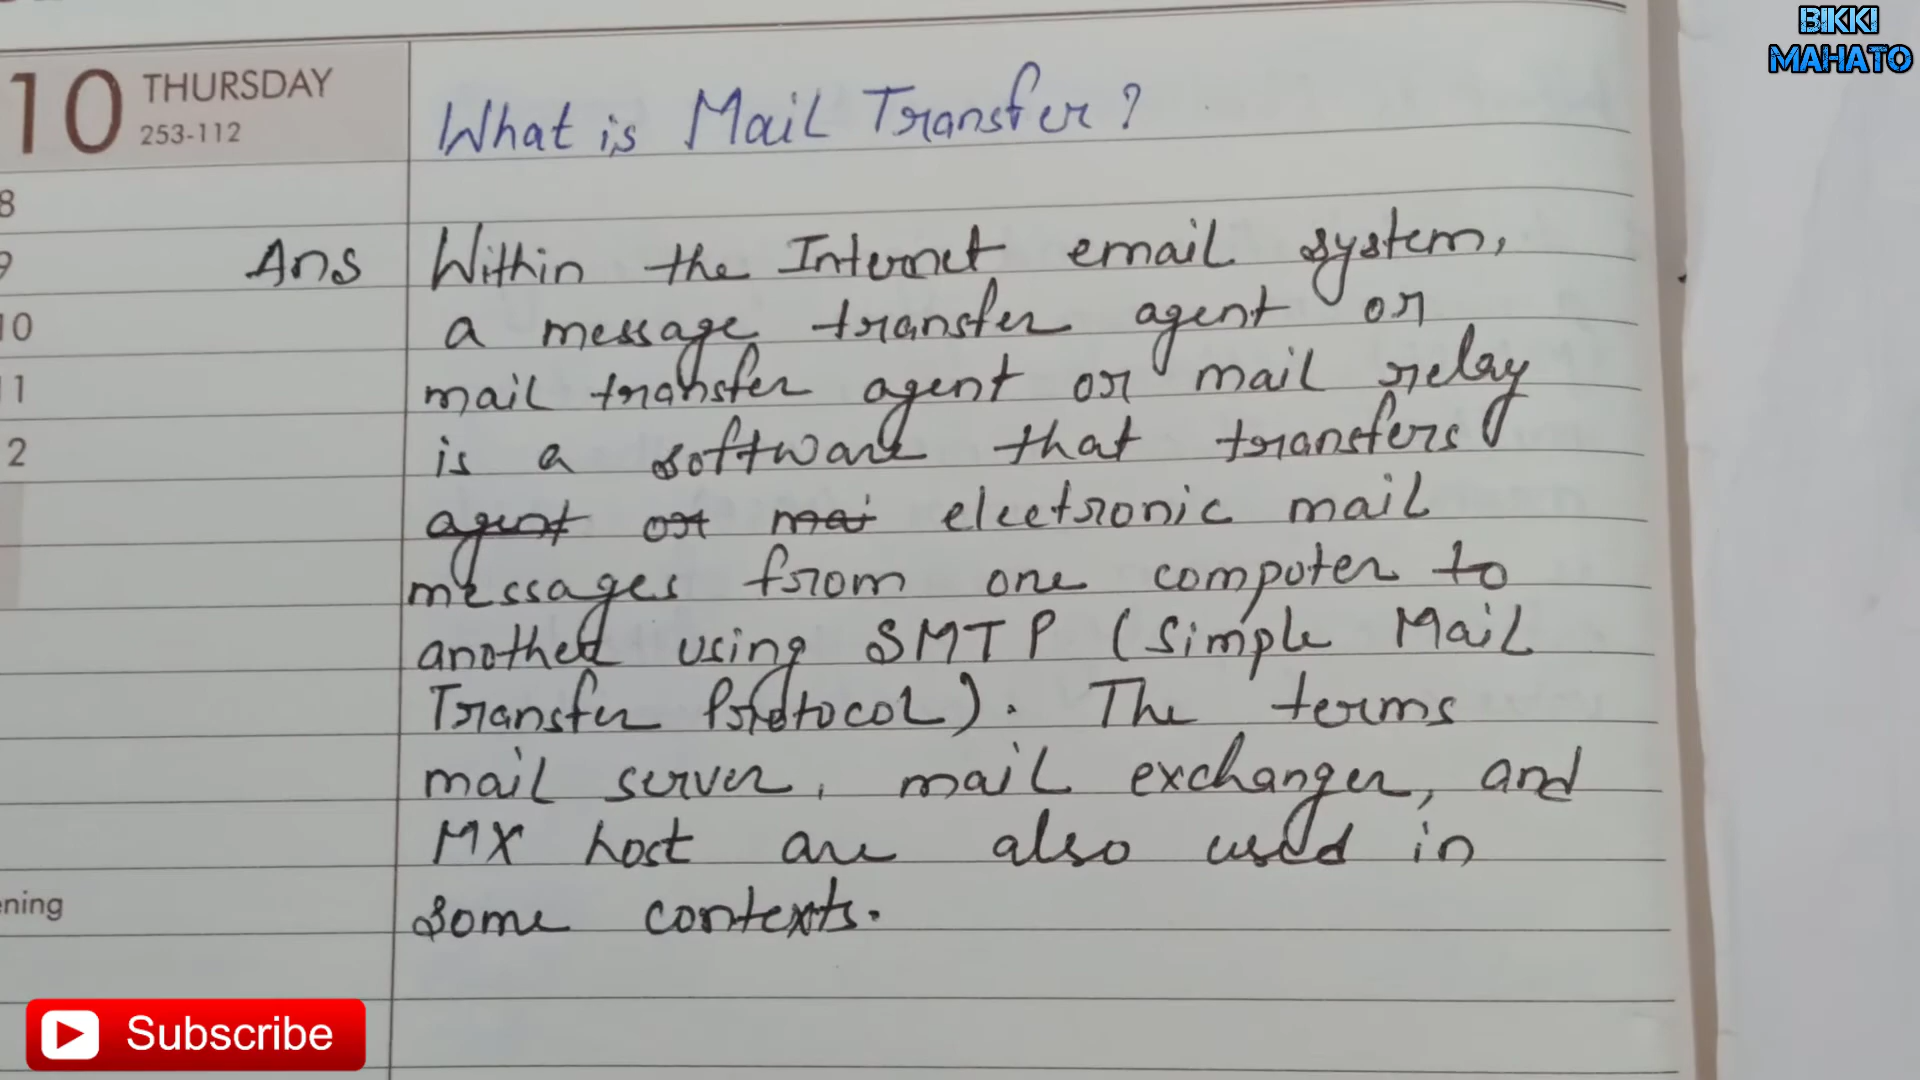 BIKKI
MAHATO
10 THURSDAY
253-112
What is Mail Transfer?
8
9
Ans Within the Internet email system,
10 a message transfer agent or
11 mail transfer agent or mail relay
2 is a software that transfers
agent or mai electronic mail
messages from one computer to
another using SMTP (Simple Mail
Transfer Protocol). The terms
mail server, mail exchanger, and
MX host are also used in
ning some contexts.
Subscribe